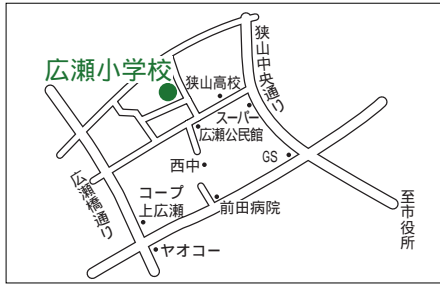 広瀬小学校
狭山高校
狭山中央通り
スーパー
広瀬公民館
西中
GS
広瀬橋通り
コープ
上広瀬
前田病院
ヤオコー
至市役所